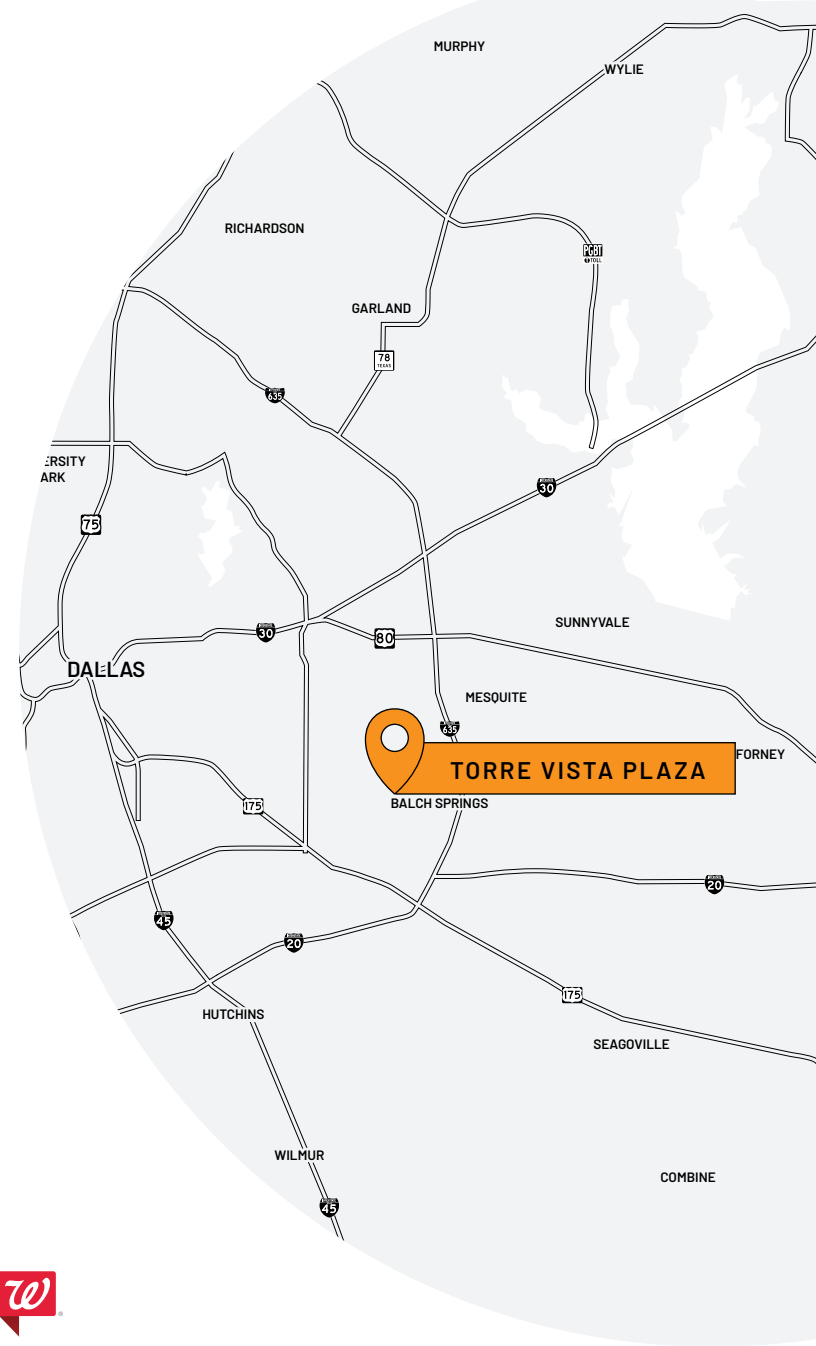 MURPHY
WYLIE
RICHARDSON
PGBT
TOLL
GARLAND
78
TEXAS
635
ERSITY
ARK
30
75
SUNNYVALE
30
80
DALLAS
MESQUITE
635
FORNEY
TORRE VISTA PLAZA
BALCH SPRINGS
175
20
45
20
175
HUTCHINS
SEAGOVILLE
WILMUR
COMBINE
45
W